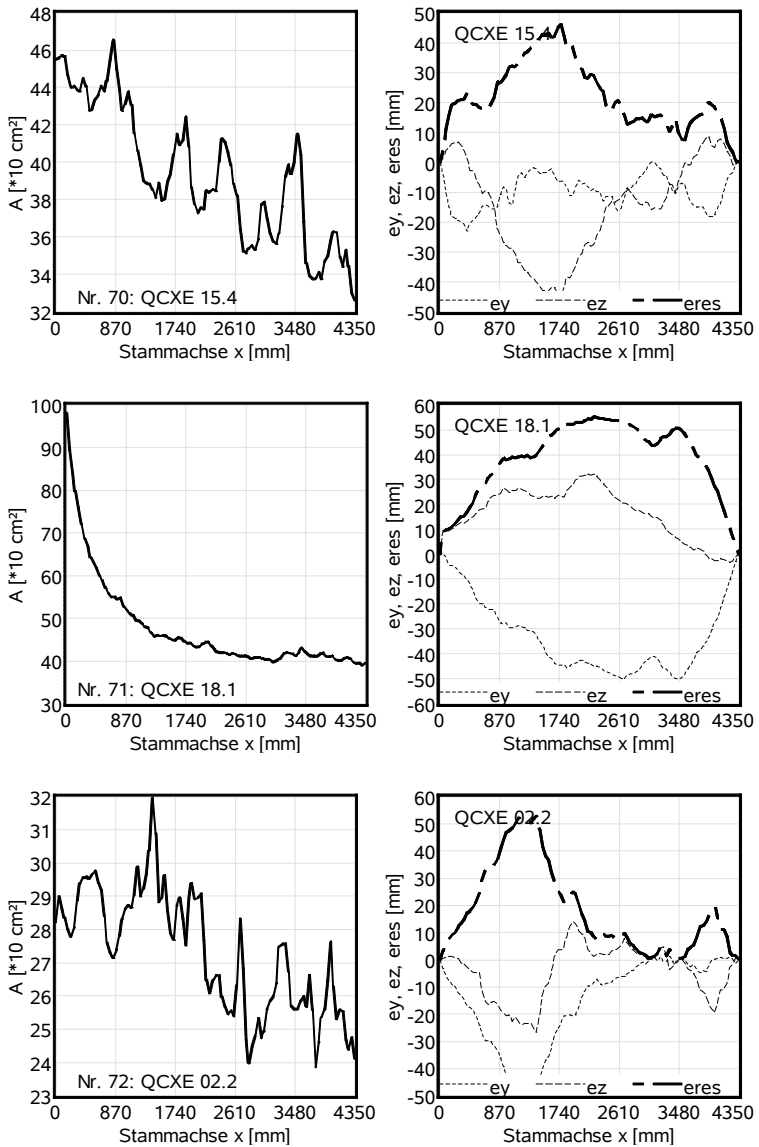 48
46
44
42
40
38
36
34
32
A [*10 cm²]
Nr. 70: QCXE 15.4
0 870 1740 2610 3480 4350
Stammachse x [mm]
50
40
30
20
10
0
-10
-20
-30
-40
-50
ey, ez, eres [mm]
QCXE 15.4
ey ez eres
0 870 1740 2610 3480 4350
Stammachse x [mm]
100
90
80
70
60
50
40
30
A [*10 cm²]
Nr. 71: QCXE 18.1
0 870 1740 2610 3480 4350
Stammachse x [mm]
60
50
40
30
20
10
0
-10
-20
-30
-40
-50
-60
ey, ez, eres [mm]
QCXE 18.1
ey ez eres
0 870 1740 2610 3480 4350
Stammachse x [mm]
32
31
30
29
28
27
26
25
24
23
A [*10 cm²]
Nr. 72: QCXE 02.2
0 870 1740 2610 3480 4350
Stammachse x [mm]
60
50
40
30
20
10
0
-10
-20
-30
-40
-50
ey, ez, eres [mm]
QCXE 02.2
ey ez eres
0 870 1740 2610 3480 4350
Stammachse x [mm]